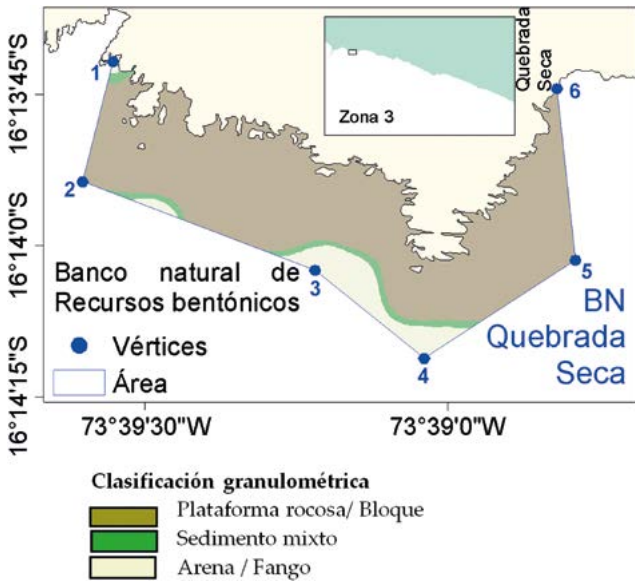 16°13'45"S
16°14'0"S
16°14'15"S
1
2
3
4
5
6
Quebrada
Seca
Zona 3
Banco natural de
Recursos bentónicos
Vértices
Área
BN
Quebrada
Seca
73°39'30"W
73°39'0"W
Clasificación granulométrica
Plataforma rocosa/ Bloque
Sedimento mixto
Arena / Fango